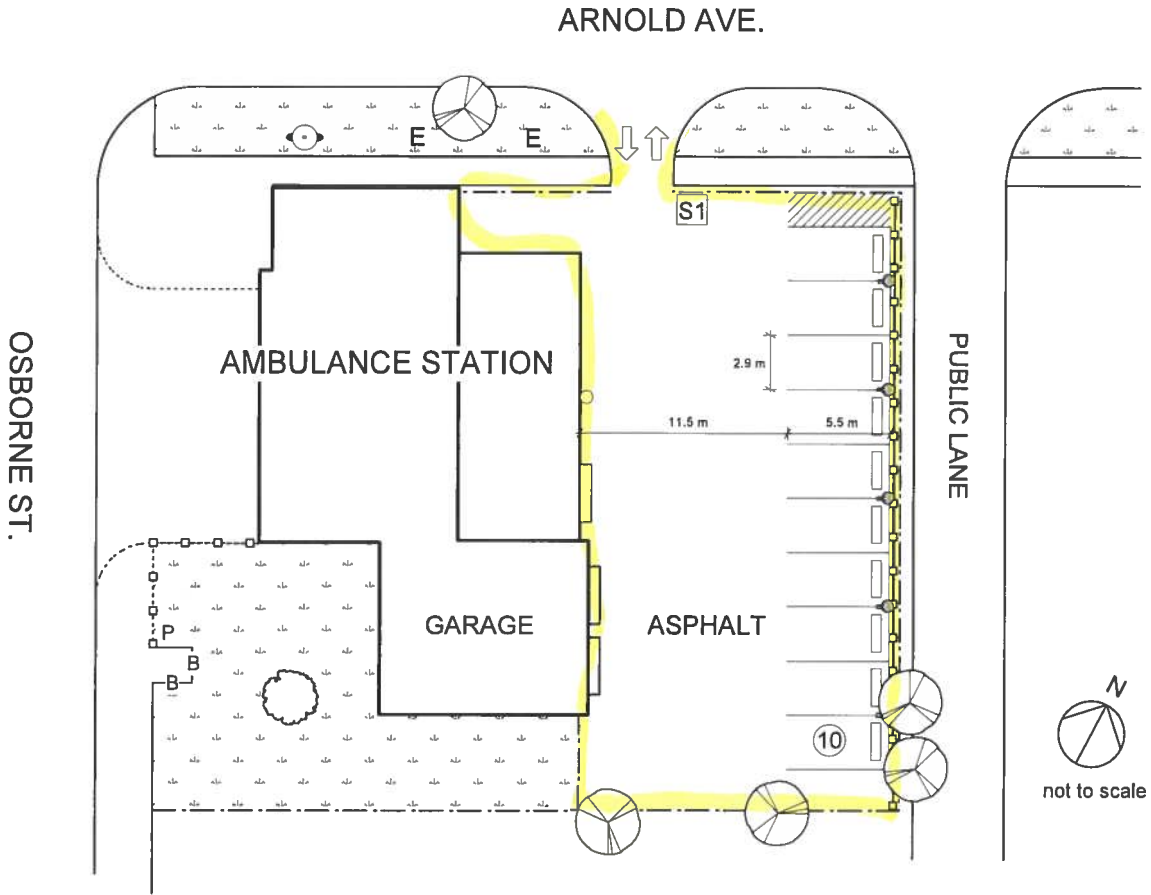 ARNOLD AVE.
E
E
S1
OSBORNE ST.
AMBULANCE STATION
2.9 m
PUBLIC LANE
11.5 m
5.5 m
GARAGE
ASPHALT
P
B
B
10
N
not to scale